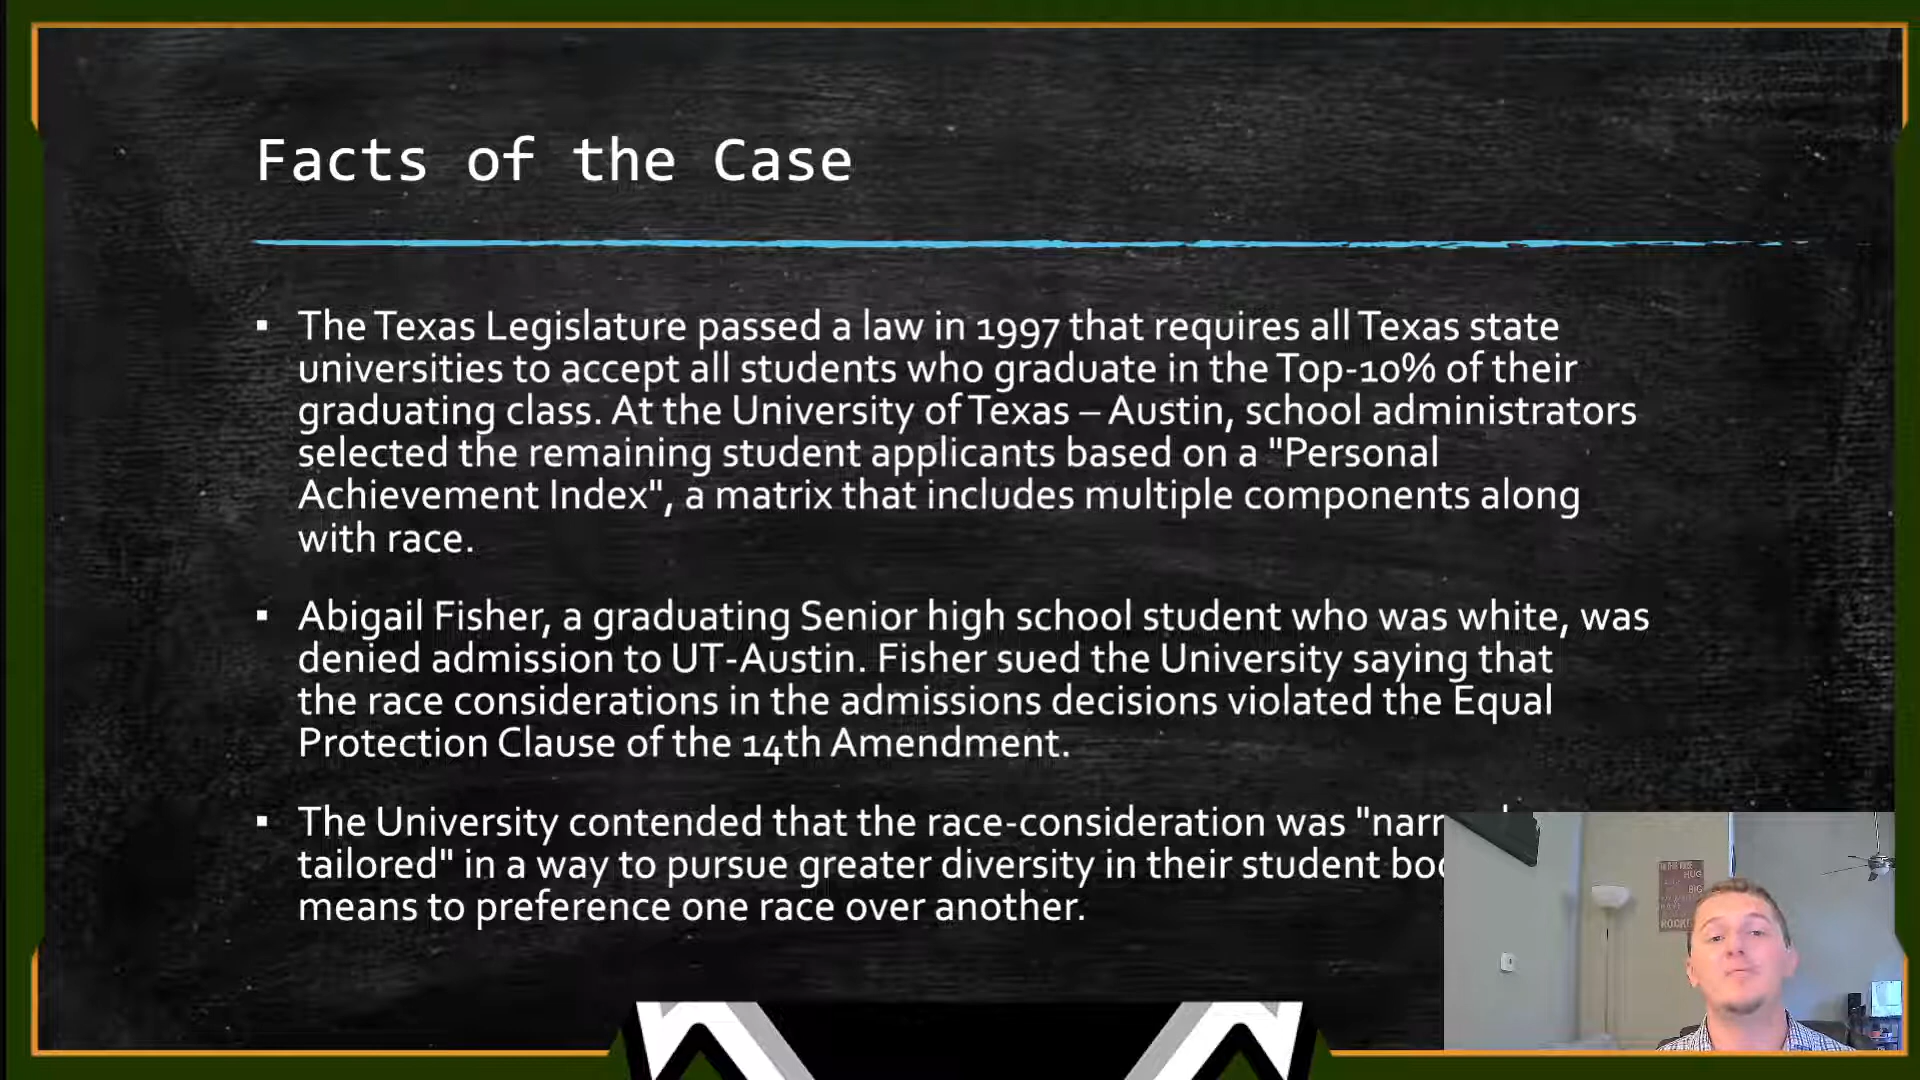 Facts of the Case
▪ The Texas Legislature passed a law in 1997 that requires all Texas state
universities to accept all students who graduate in the Top-10% of their
graduating class. At the University of Texas – Austin, school administrators
selected the remaining student applicants based on a "Personal
Achievement Index", a matrix that includes multiple components along
with race.
▪ Abigail Fisher, a graduating Senior high school student who was white, was
denied admission to UT-Austin. Fisher sued the University saying that
the race considerations in the admissions decisions violated the Equal
Protection Clause of the 14th Amendment.
▪ The University contended that the race-consideration was
tailored" in a way to pursue greater diversity in their student
means to preference one race over another.
HUG
BIG